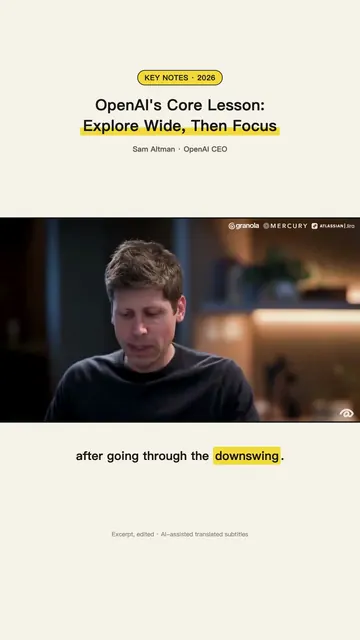 KEY NOTES · 2026
OpenAI's Core Lesson:
Explore Wide, Then Focus
Sam Altman · OpenAI CEO
granola MERCURY ATLASSIAN
after going through the downswing.
Excerpt, edited · AI-assisted translated subtitles